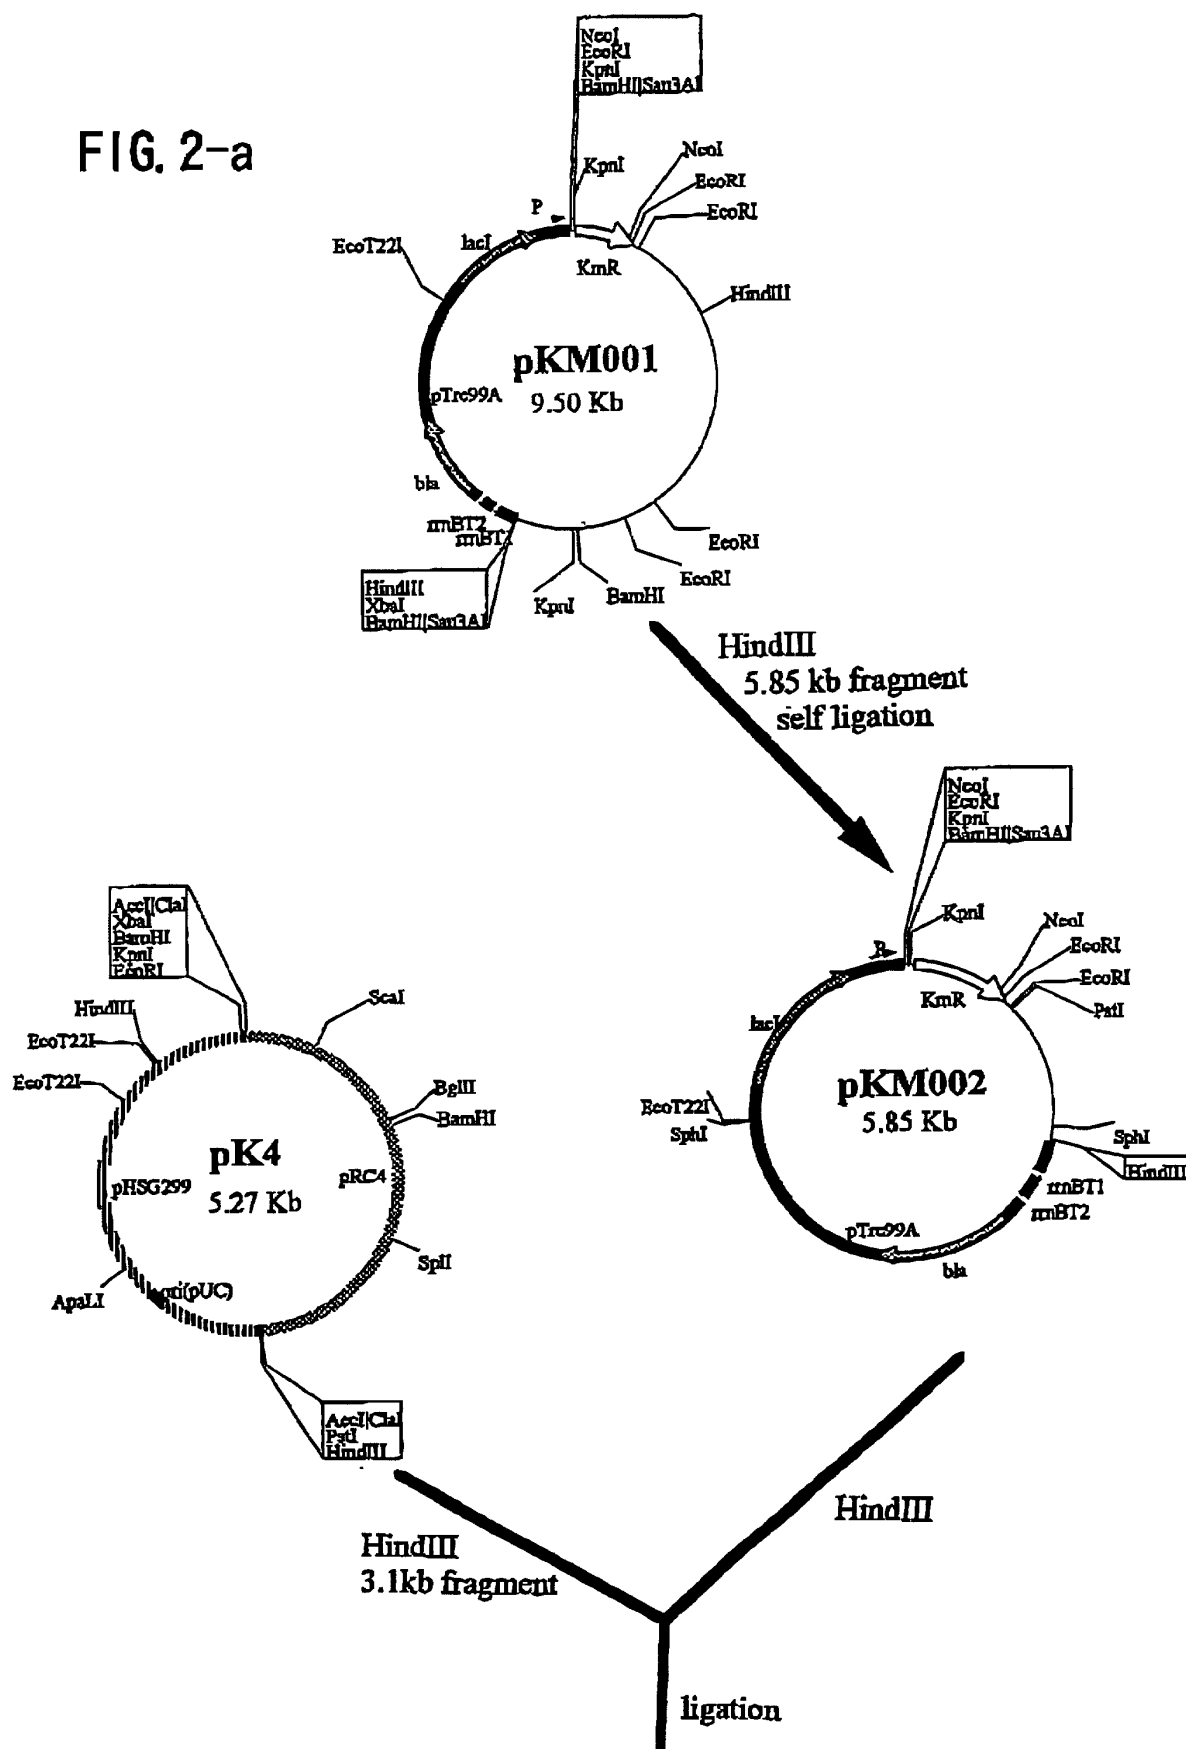 FIG. 2-a
NcoI
EcoRI
KpnI
BamHI|Sau3AI
KpnI
NcoI
EcoRI
EcoRI
P
lacI
EcoT22I
KmR
HindIII
pKM001
9.50 Kb
pTrc99A
bla
rrnBT2
rrnBT1
EcoRI
EcoRI
BamHI
KpnI
HindIII
XbaI
BamHI|Sau3AI
HindIII
5.85 kb fragment
self ligation
NcoI
EcoRI
KpnI
BamHI|Sau3AI
KpnI
NcoI
EcoRI
EcoRI
PstI
P
KmR
lacI
EcoT22I
SphI
pKM002
5.85 Kb
SphI
HindIII
rrnBT1
rrnBT2
pTrc99A
bla
AccI|ClaI
XbaI
BamHI
KpnI
EcoRI
HindIII
EcoT22I
EcoT22I
ScaI
BglII
BamHI
pK4
5.27 Kb
pHSG299
pRC4
SplI
ApaLI
ori(pUC)
AccI|ClaI
PstI
HindIII
HindIII
3.1kb fragment
HindIII
ligation